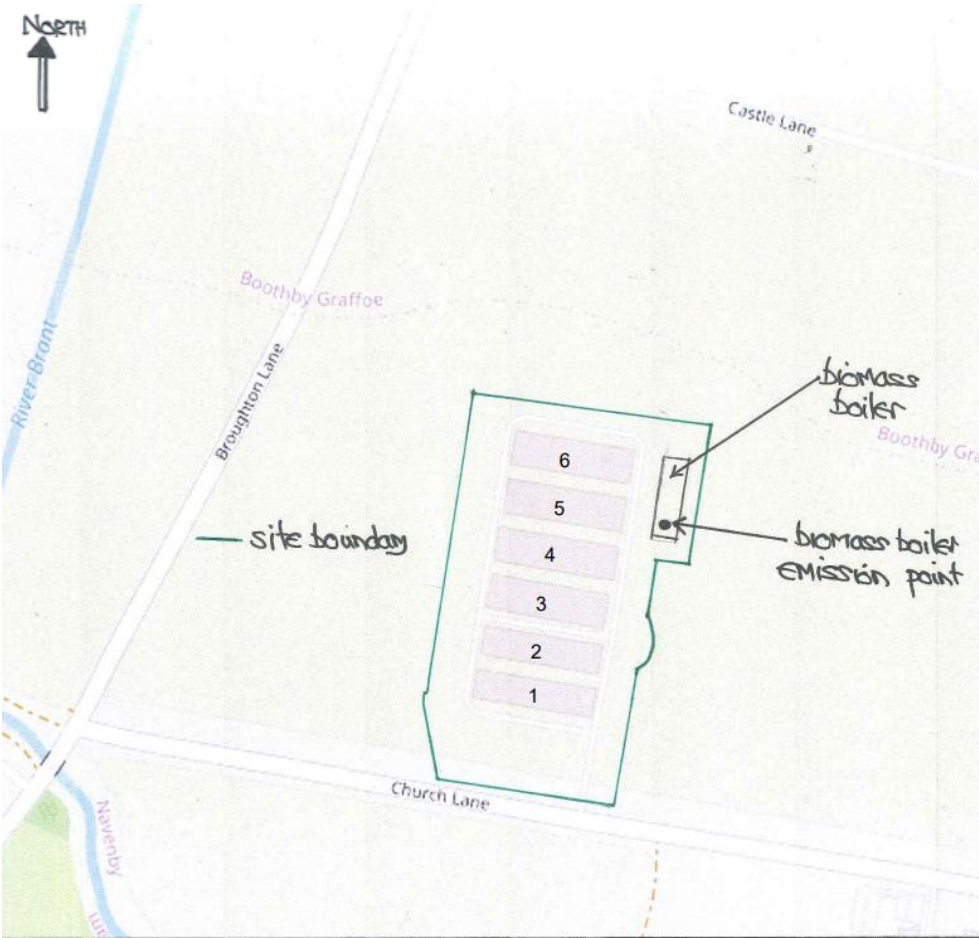 NORTH
Castle Lane
Boothby Graffoe
River Brant
Broughton Lane
biomass
boiler
Boothby Gra
6
5
4
3
2
1
site boundary
biomass boiler
emission point
Church Lane
Navenby
am